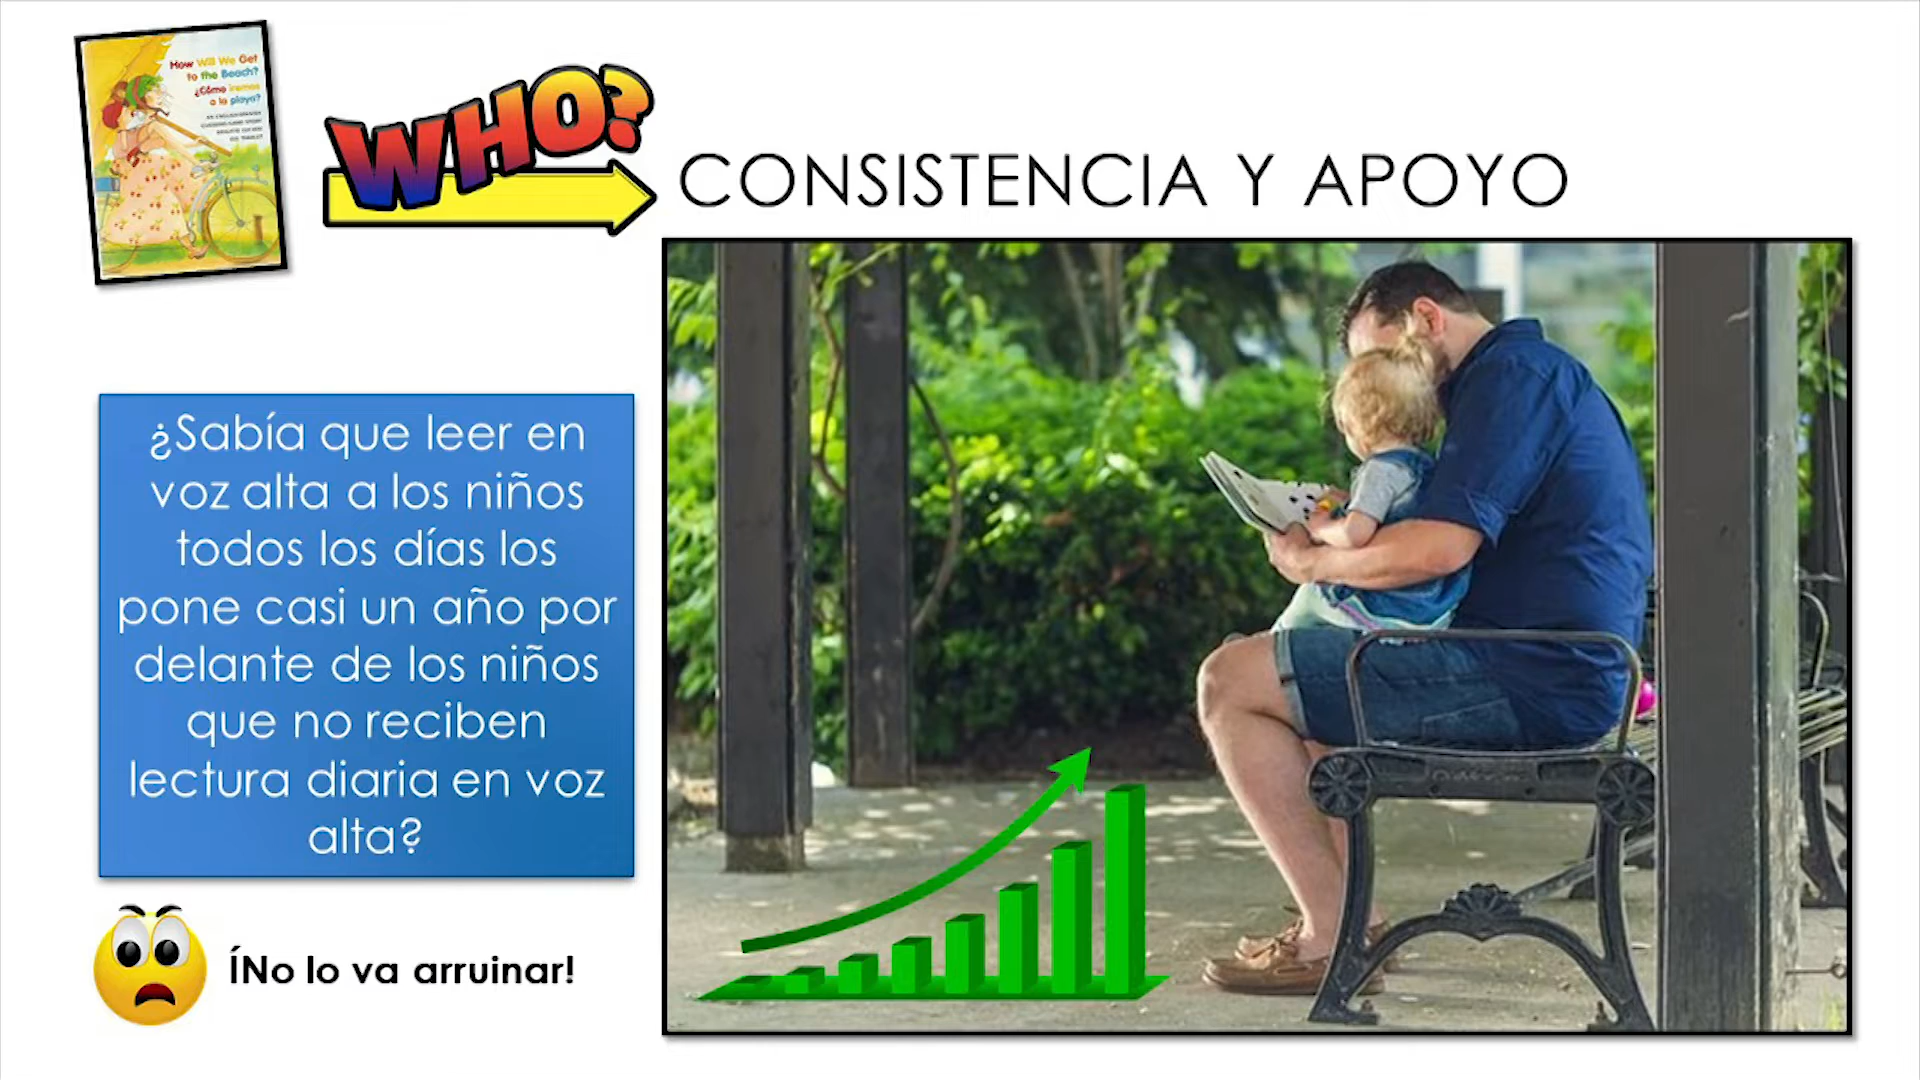 How Will We Get
to the Beach?
¿Cómo iremos
a la playa?
WHO?
CONSISTENCIA Y APOYO
¿Sabía que leer en
voz alta a los niños
todos los días los
pone casi un año por
delante de los niños
que no reciben
lectura diaria en voz
alta?
ÍNo lo va arruinar!